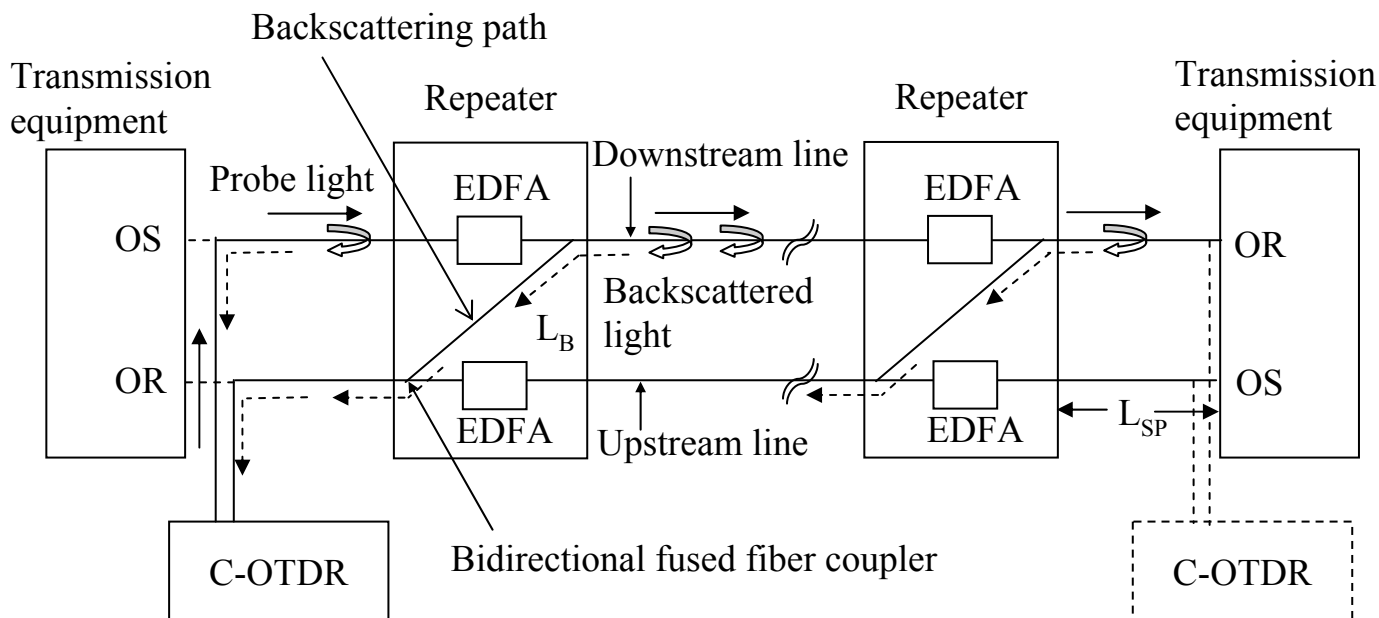 Backscattering path
Transmission
equipment
Repeater
Repeater
Transmission
equipment
Probe light
EDFA
Downstream line
EDFA
OS
OR
Backscattered
light
L_B
OR
OS
EDFA
Upstream line
EDFA
L_SP
C-OTDR
Bidirectional fused fiber coupler
C-OTDR